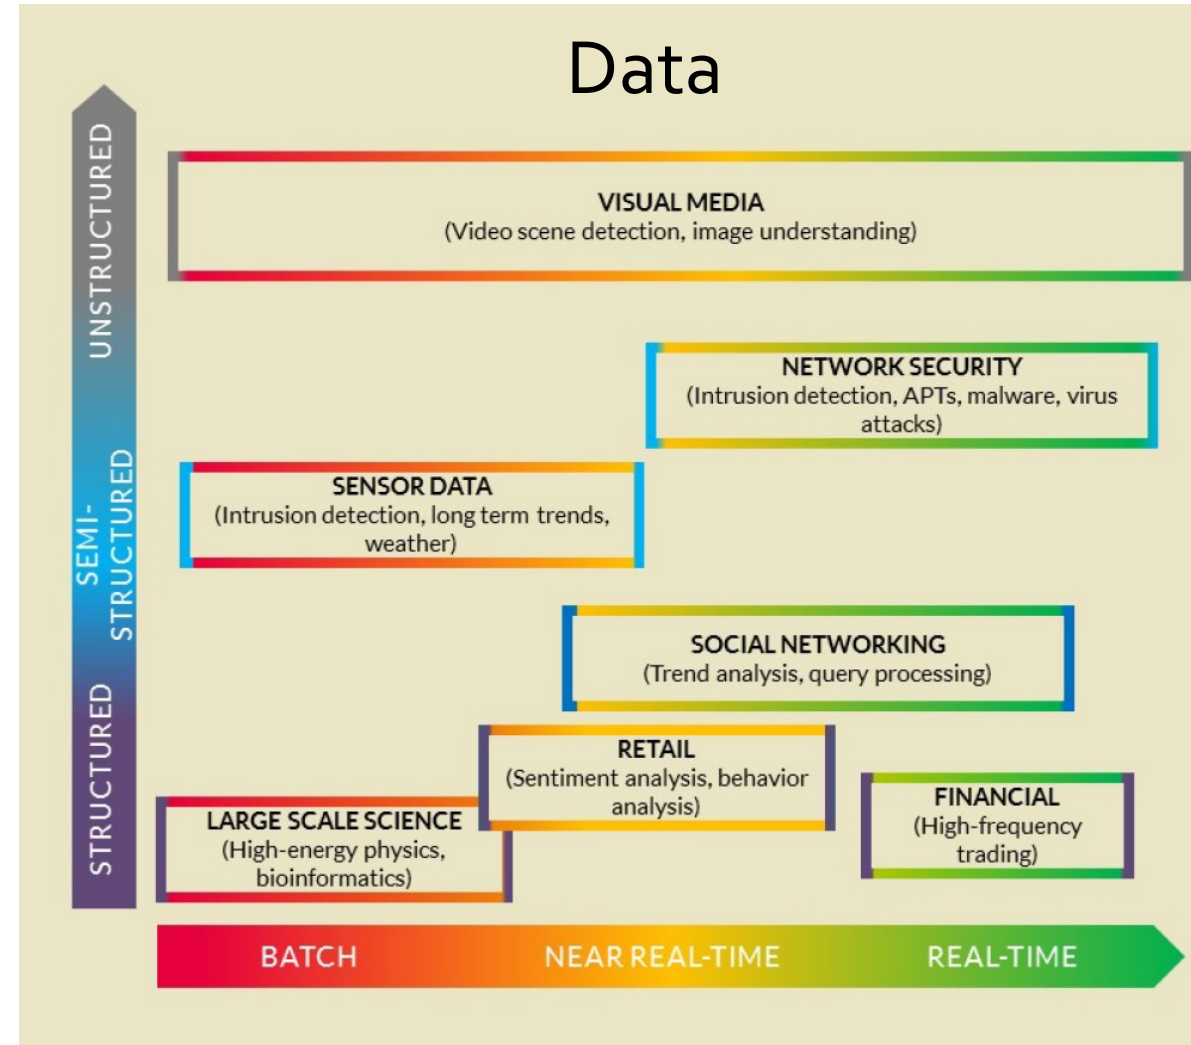 Data
UNSTRUCTURED
SEMI-
STRUCTURED
STRUCTURED
VISUAL MEDIA
(Video scene detection, image understanding)
NETWORK SECURITY
(Intrusion detection, APTs, malware, virus
attacks)
SENSOR DATA
(Intrusion detection, long term trends,
weather)
SOCIAL NETWORKING
(Trend analysis, query processing)
RETAIL
(Sentiment analysis, behavior
analysis)
FINANCIAL
(High-frequency
trading)
LARGE SCALE SCIENCE
(High-energy physics,
bioinformatics)
BATCH
NEAR REAL-TIME
REAL-TIME